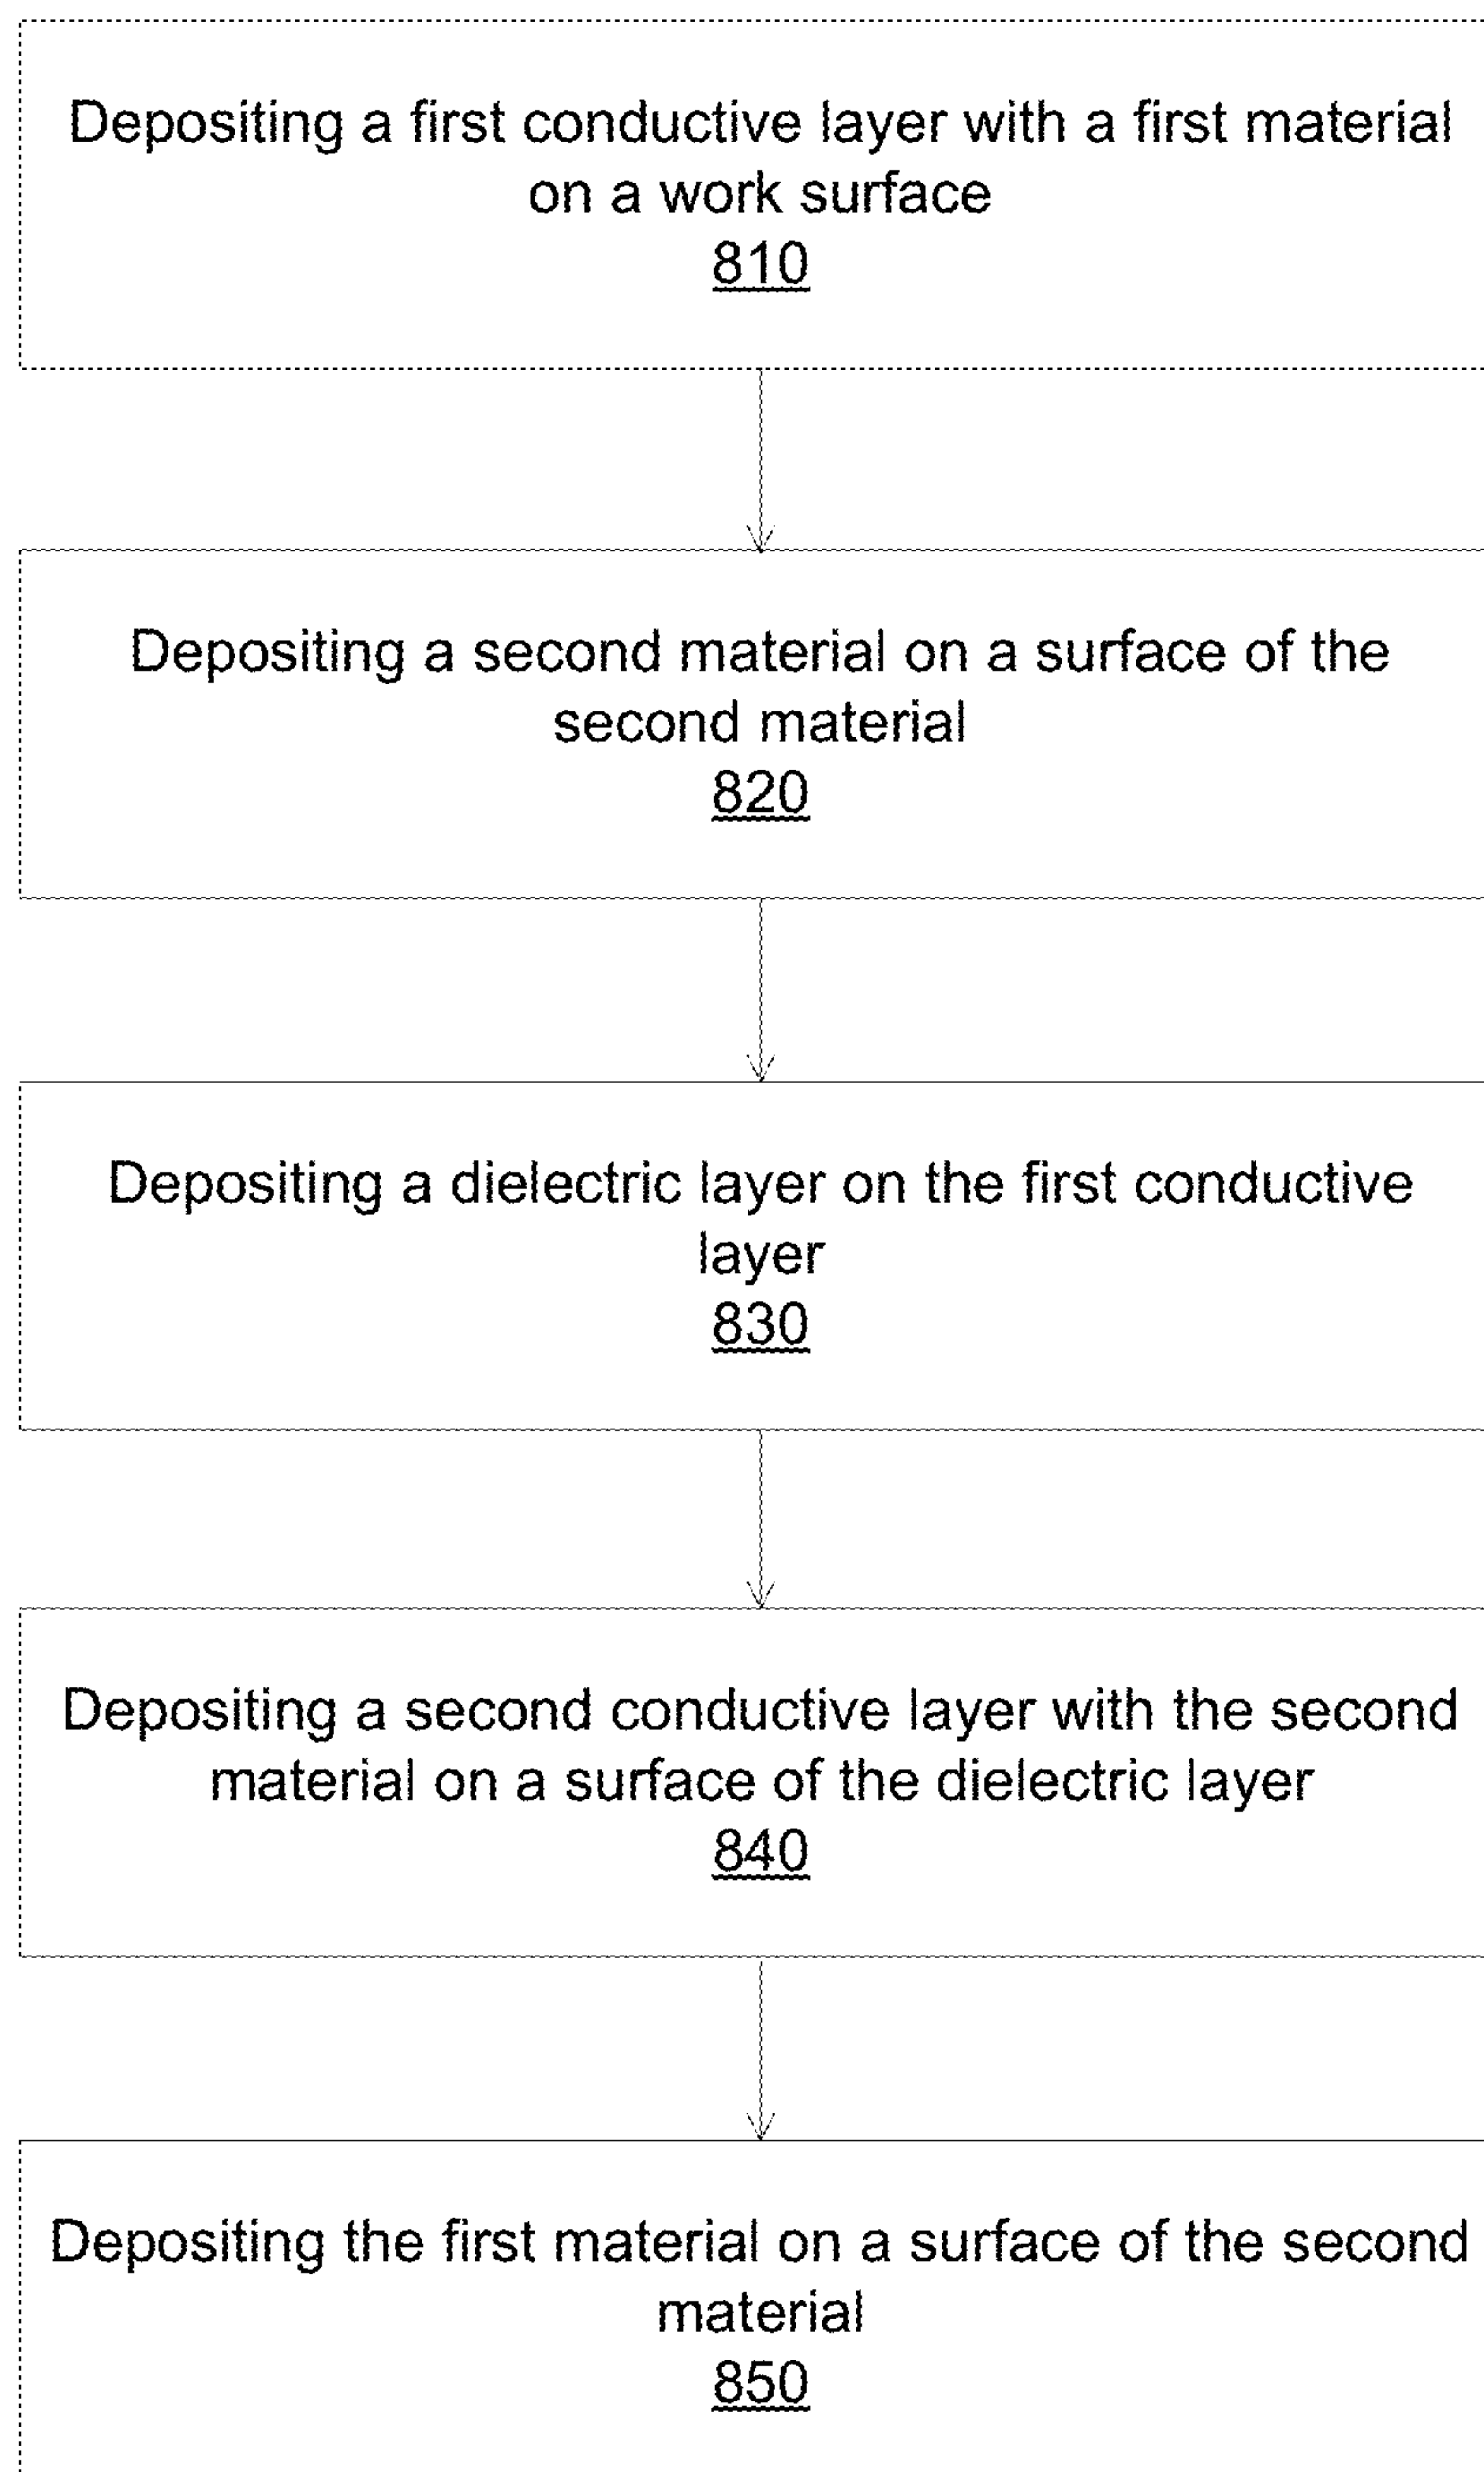 Depositing a first conductive layer with a first material
on a work surface
810
Depositing a second material on a surface of the
second material
820
Depositing a dielectric layer on the first conductive
layer
830
Depositing a second conductive layer with the second
material on a surface of the dielectric layer
840
Depositing the first material on a surface of the second
material
850